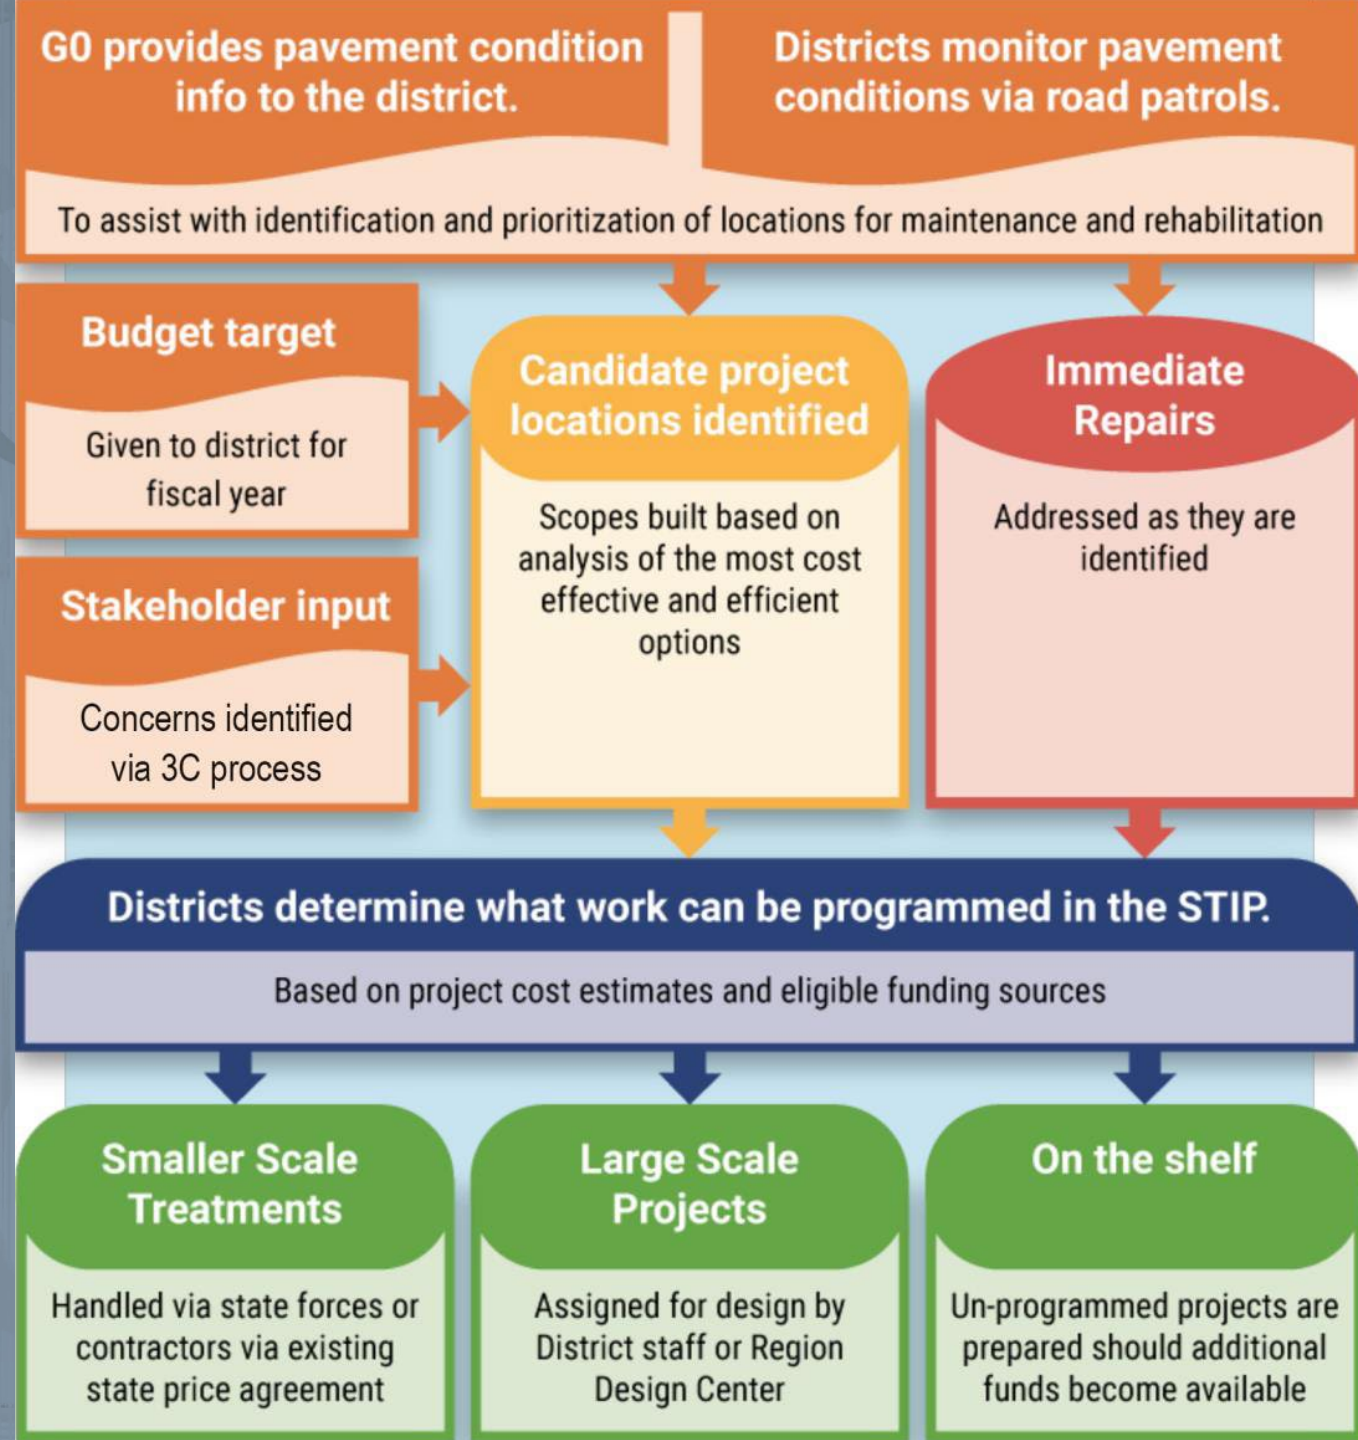 GO provides pavement condition
info to the district.
Districts monitor pavement
conditions via road patrols.
To assist with identification and prioritization of locations for maintenance and rehabilitation
Budget target
Given to district for
fiscal year
Stakeholder input
Concerns identified
via 3C process
Candidate project
locations identified
Scopes built based on
analysis of the most cost
effective and efficient
options
Immediate
Repairs
Addressed as they are
identified
Districts determine what work can be programmed in the STIP.
Based on project cost estimates and eligible funding sources
Smaller Scale
Treatments
Handled via state forces or
contractors via existing
state price agreement
Large Scale
Projects
Assigned for design by
District staff or Region
Design Center
On the shelf
Un-programmed projects are
prepared should additional
funds become available